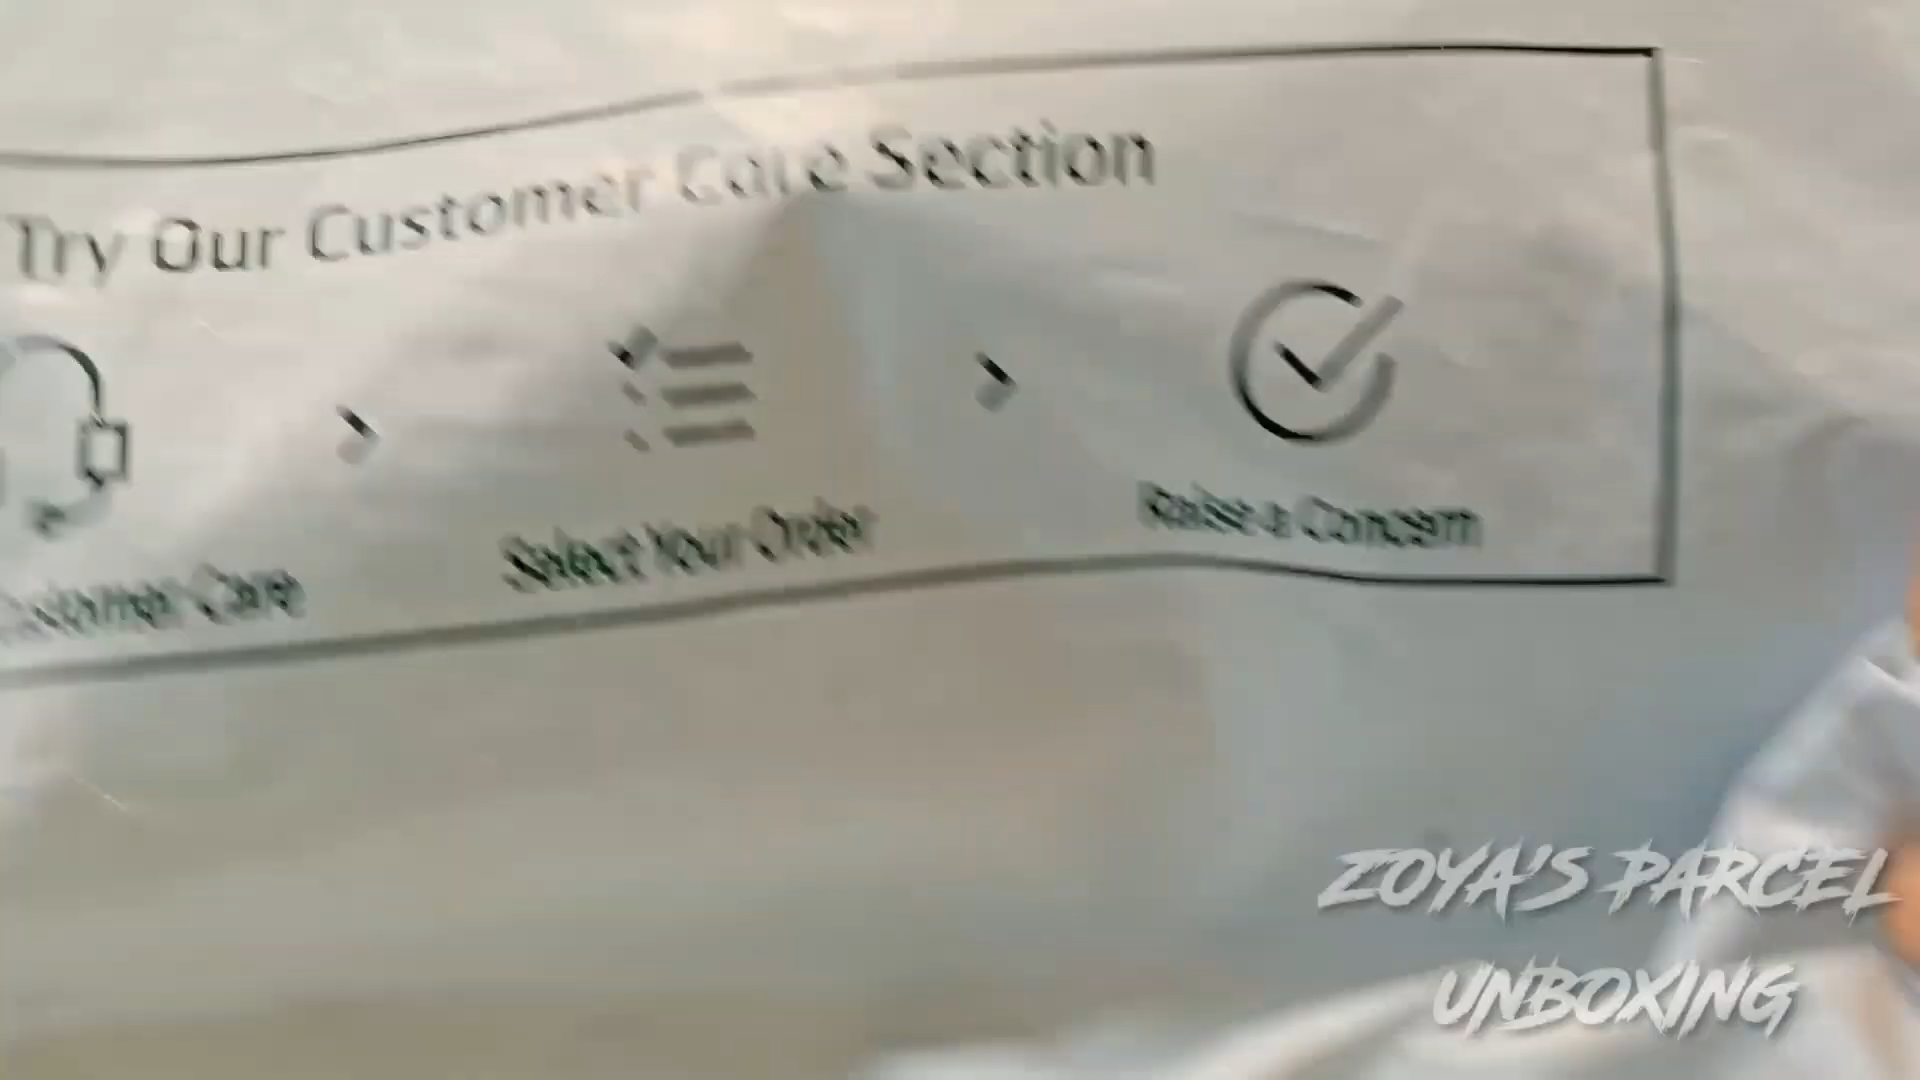 Try Our Customer Care Section
Customer Care
Select Your Order
Raise a Concern
ZOYA'S PARCEL
UNBOXING